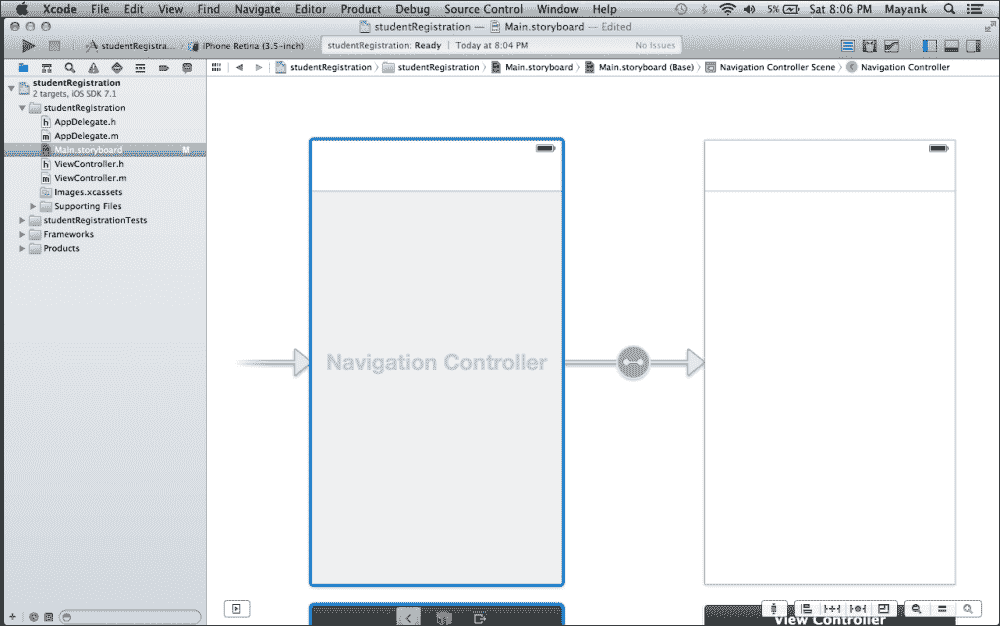 Xcode File Edit View Find Navigate Editor Product Debug Source Control Window Help 5% Sat 8:06 PM Mayank
studentRegistration — Main.storyboard — Edited
studentRegistra... iPhone Retina (3.5-inch) studentRegistration: Ready | Today at 8:04 PM No Issues
studentRegistration studentRegistration Main.storyboard Main.storyboard (Base) Navigation Controller Scene Navigation Controller
studentRegistration
2 targets, iOS SDK 7.1
studentRegistration
h AppDelegate.h
m AppDelegate.m
Main.storyboard M
h ViewController.h
m ViewController.m
Images.xcassets
Supporting Files
studentRegistrationTests
Frameworks
Products
Navigation Controller
View Controller